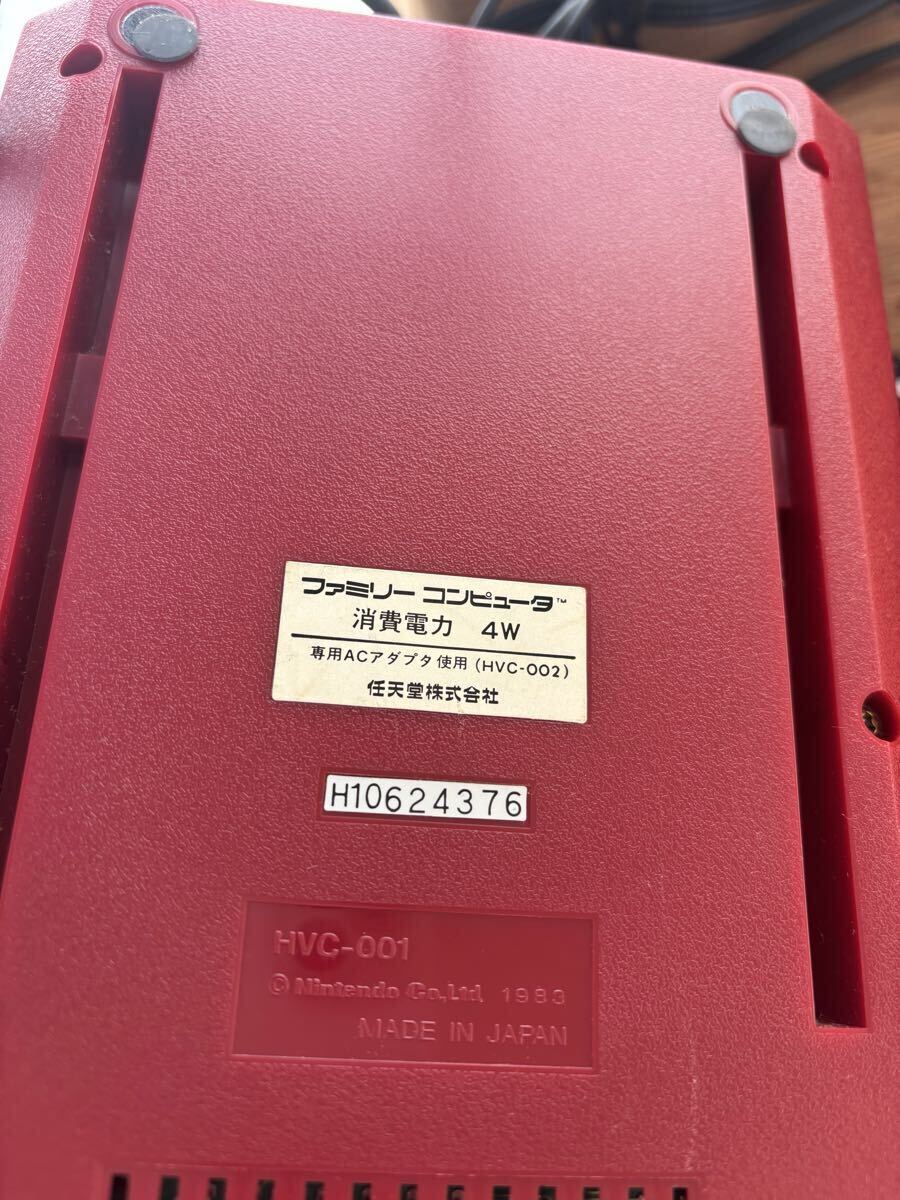 ファミリー コンピュータ™
消費電力 4W
専用ACアダプタ使用(HVC-002)
任天堂株式会社
H10624376
HVC-001
© Nintendo Co.,Ltd. 1983
MADE IN JAPAN